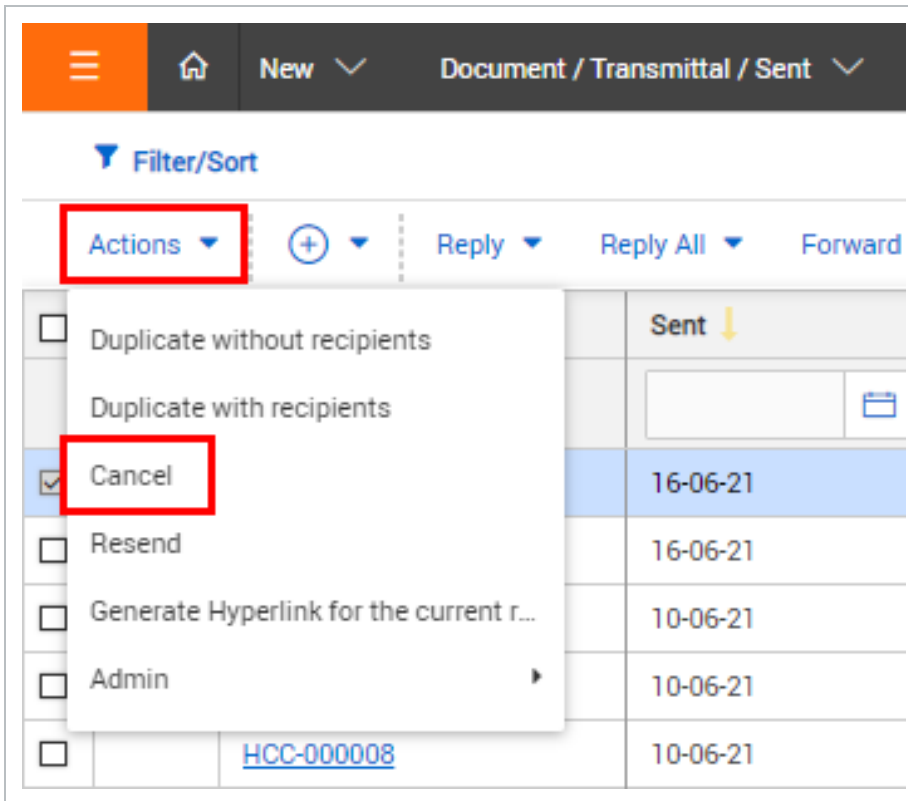 New
Document / Transmittal / Sent
Filter/Sort
Actions
Reply
Reply All
Forward
Sent
Duplicate without recipients
Duplicate with recipients
Cancel
16-06-21
Resend
16-06-21
Generate Hyperlink for the current r...
10-06-21
Admin
10-06-21
HCC-000008
10-06-21